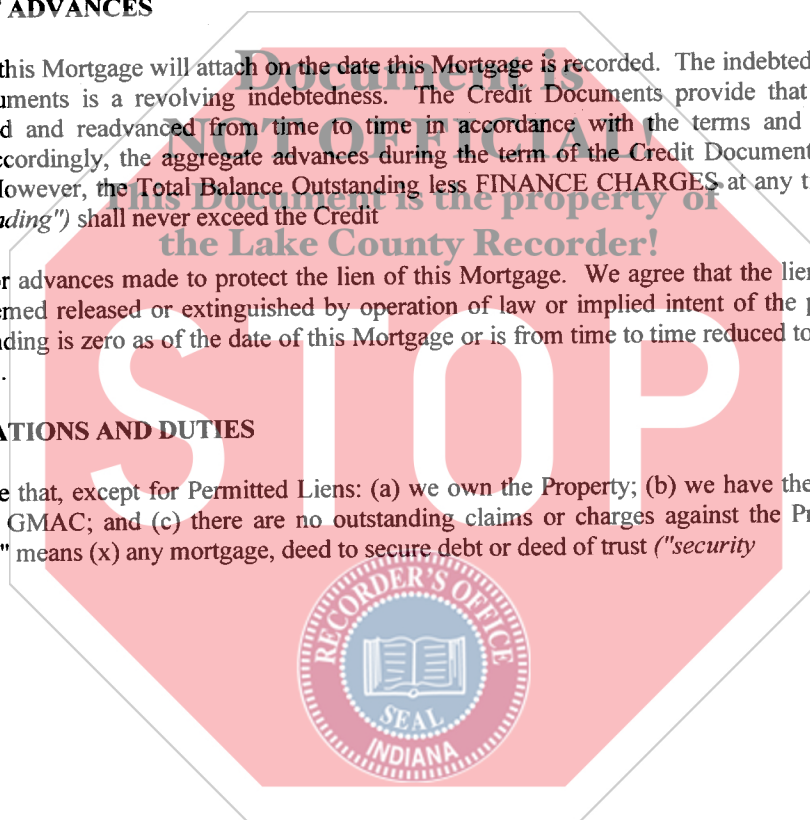 ADVANCES
this Mortgage will attach on the date this Mortgage is recorded. The indebted
uments is a revolving indebtedness. The Credit Documents provide that
d and readvanced from time to time in accordance with the terms and
ccordingly, the aggregate advances during the term of the Credit Document
However, the Total Balance Outstanding less FINANCE CHARGES at any t
nding") shall never exceed the Credit
Document is
NOT OFFICIAL!
This Document is the property of
the Lake County Recorder!
r advances made to protect the lien of this Mortgage. We agree that the lien
emed released or extinguished by operation of law or implied intent of the p
nding is zero as of the date of this Mortgage or is from time to time reduced to
.
STOP
ATIONS AND DUTIES
e that, except for Permitted Liens: (a) we own the Property; (b) we have the
GMAC; and (c) there are no outstanding claims or charges against the Pr
" means (x) any mortgage, deed to secure debt or deed of trust ("security
RECORDER'S OFFICE
SEAL
INDIANA